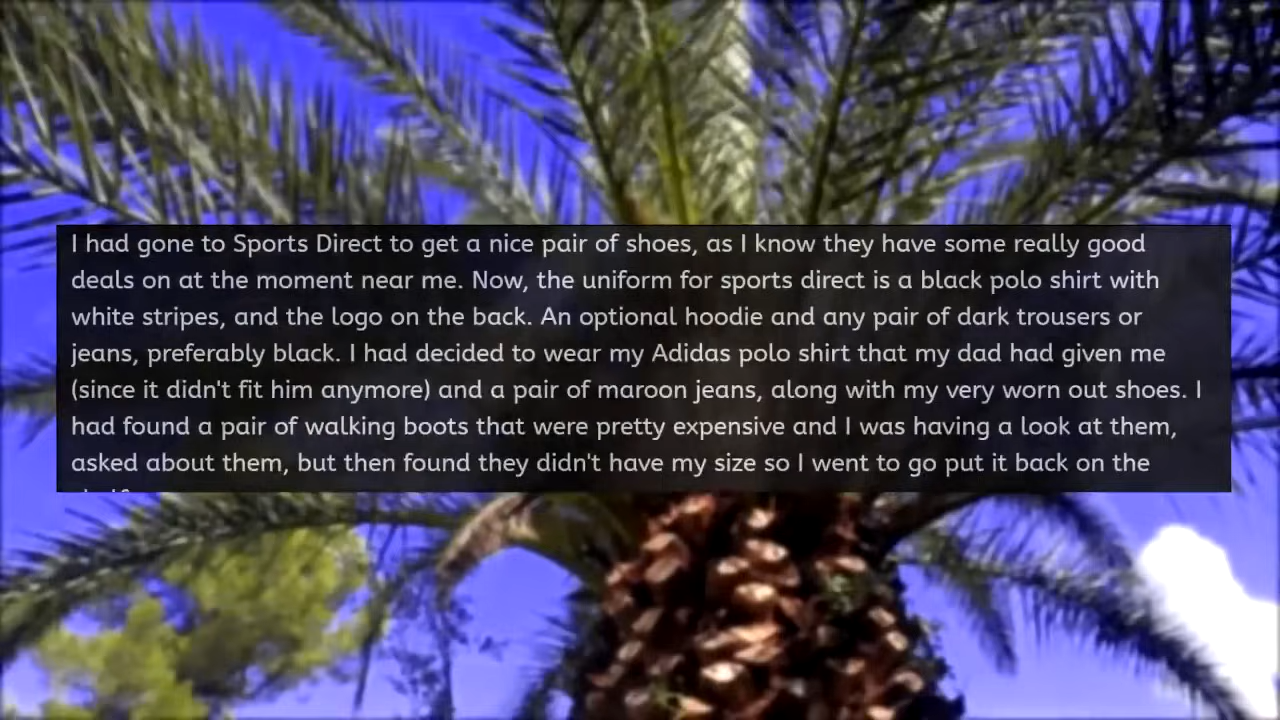 I had gone to Sports Direct to get a nice pair of shoes, as I know they have some really good
deals on at the moment near me. Now, the uniform for sports direct is a black polo shirt with
white stripes, and the logo on the back. An optional hoodie and any pair of dark trousers or
jeans, preferably black. I had decided to wear my Adidas polo shirt that my dad had given me
(since it didn't fit him anymore) and a pair of maroon jeans, along with my very worn out shoes. I
had found a pair of walking boots that were pretty expensive and I was having a look at them,
asked about them, but then found they didn't have my size so I went to go put it back on the